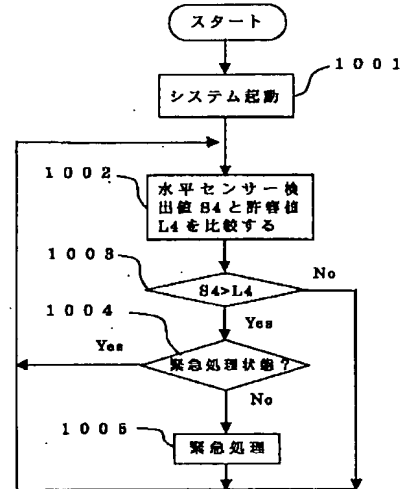 スタート
1001
システム起動
1002
水平センサー検
出値S4と許容値
L4を比較する
1003
No
S4>L4
1004
Yes
Yes
緊急処理状態?
No
1005
緊急処理